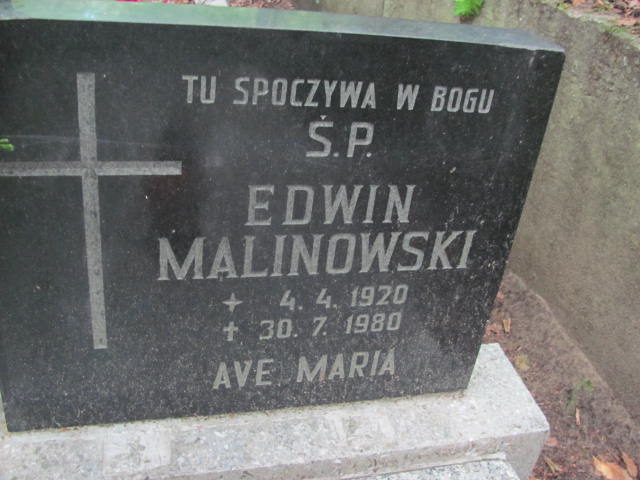 TU SPOCZYWA W BOGU
Ś.P.
EDWIN
MALINOWSKI
+ 4. 4. 1920
† 30. 7. 1980
AVE MARIA